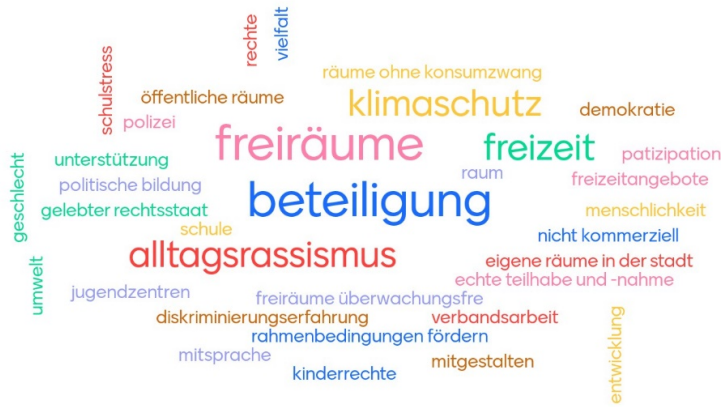 rechte
vielfalt
schulstress
räume ohne konsumzwang
öffentliche räume
klimaschutz
demokratie
polizei
freiräume
freizeit
patizipation
unterstützung
raum
geschlecht
politische bildung
freizeitangebote
beteiligung
gelebter rechtsstaat
menschlichkeit
schule
nicht kommerziell
alltagsrassismus
eigene räume in der stadt
umwelt
echte teilhabe und -nahme
jugendzentren
freiräume überwachungsfre
diskriminierungserfahrung
verbandsarbeit
rahmenbedingungen fördern
entwicklung
mitsprache
mitgestalten
kinderrechte